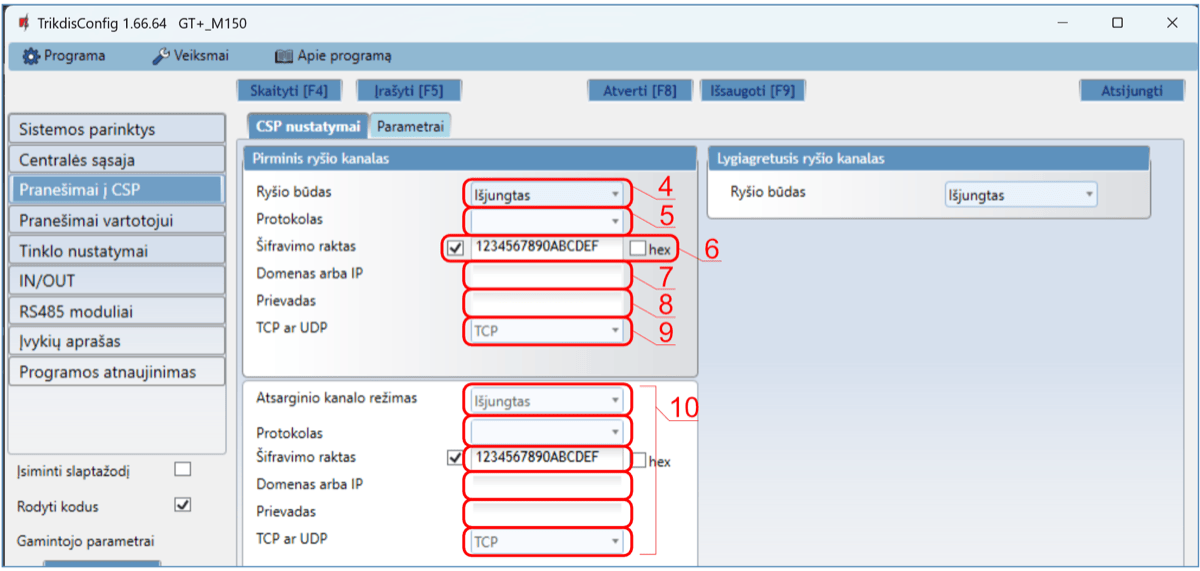 TrikdisConfig 1.66.64 GT+_M150
Programa Veiksmai Apie programą
Skaityti [F4] Įrašyti [F5] Atverti [F8] Išsaugoti [F9] Atsijungti
Sistemos parinktys
Centralės sąsaja
Pranešimai į CSP
Pranešimai vartotojui
Tinklo nustatymai
IN/OUT
RS485 moduliai
Įvykių aprašas
Programos atnaujinimas
Įsiminti slaptažodį
Rodyti kodus
Gamintojo parametrai
CSP nustatymai Parametrai
Pirminis ryšio kanalas
Ryšio būdas Išjungtas 4
Protokolas 5
Šifravimo raktas 1234567890ABCDEF hex 6
Domenas arba IP 7
Prievadas 8
TCP ar UDP TCP 9
Atsarginio kanalo režimas Išjungtas 10
Protokolas
Šifravimo raktas 1234567890ABCDEF hex
Domenas arba IP
Prievadas
TCP ar UDP TCP
Lygiagretusis ryšio kanalas
Ryšio būdas Išjungtas